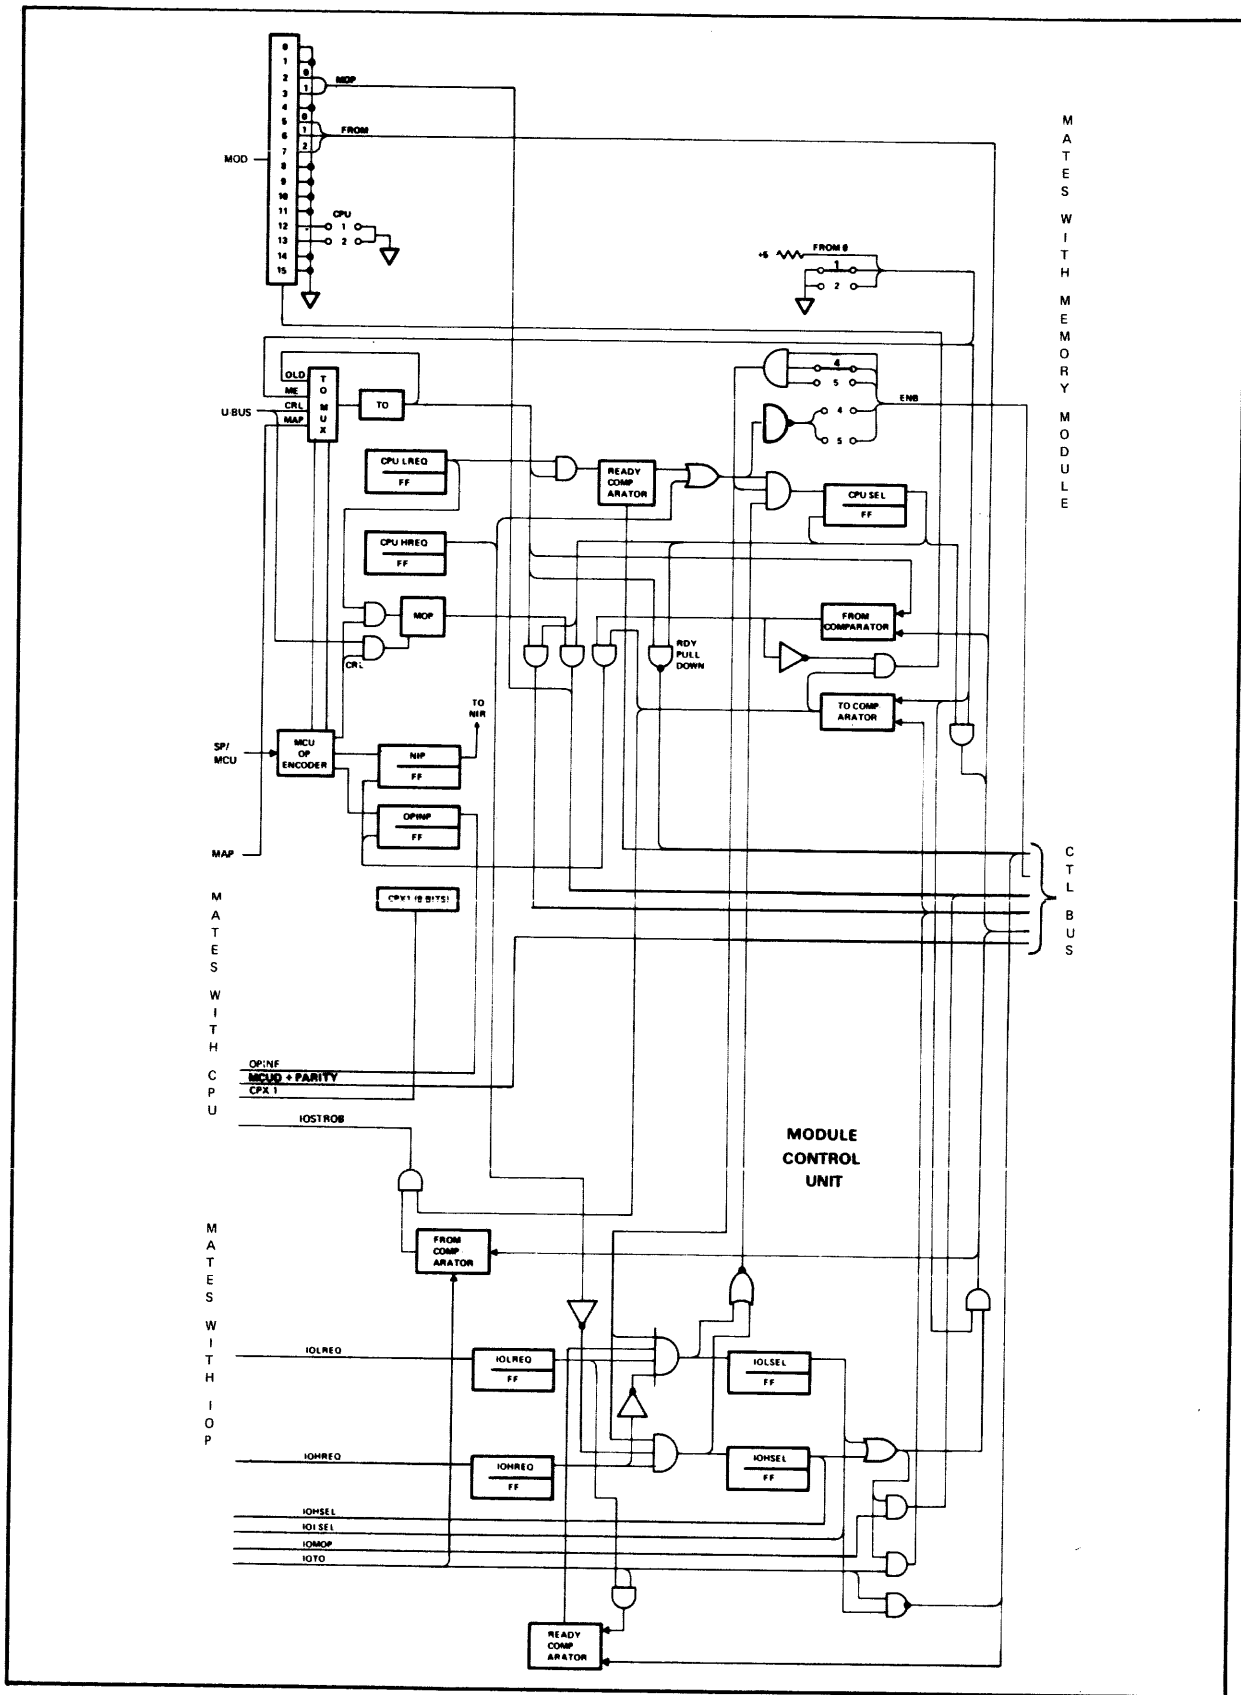 0
1
2
3
4
5
6
7
8
9
10
11
12
13
14
15
0
1
MOP
0
1
2
FROM
MOD
CPU
1
2
+5
FROM 0
1
2
MATES WITH MEMORY MODULE
OLD
ME
CRL
MAP
TO MUX
U-BUS
TO
4
5
4
5
ENB
CPU LREQ
FF
READY
COMP
ARATOR
CPU SEL
FF
CPU HREQ
FF
MOP
CRL
FROM
COMPARATOR
RDY
PULL
DOWN
TO COMP
ARATOR
TO
NIR
SP/
MCU
MCU
OP
ENCODER
NIP
FF
OPINP
FF
MAP
CPX1 (8 BITS)
CTL BUS
MATES WITH CPU
OPINF
MCUD + PARITY
CPX 1
IOSTROB
MODULE
CONTROL
UNIT
MATES WITH IOP
FROM
COMP
ARATOR
IOLREQ
IOLREQ
FF
IOLSEL
FF
IOHREQ
IOHREQ
FF
IOHSEL
FF
IOHSEL
IOLSEL
IOMOP
IOTO
READY
COMP
ARATOR